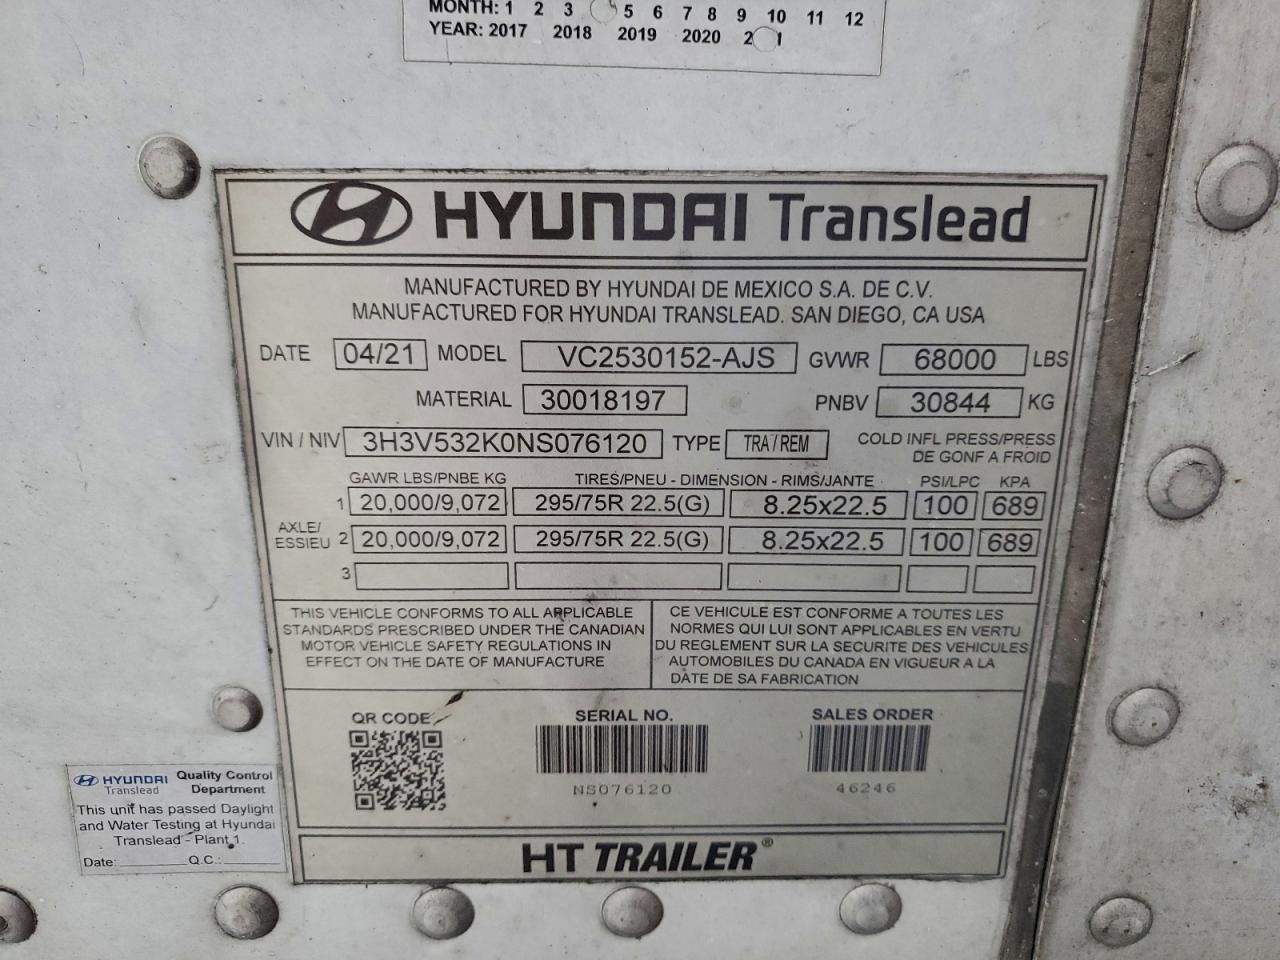 MONTH: 1 2 3 5 6 7 8 9 10 11 12
YEAR: 2017 2018 2019 2020 2 1
HYUNDAI Translead
MANUFACTURED BY HYUNDAI DE MEXICO S.A. DE C.V.
MANUFACTURED FOR HYUNDAI TRANSLEAD. SAN DIEGO, CA USA
DATE 04/21 MODEL VC2530152-AJS GVWR 68000 LBS
MATERIAL 30018197 PNBV 30844 KG
VIN / NIV 3H3V532K0NS076120 TYPE TRA / REM COLD INFL PRESS/PRESS
DE GONF A FROID
GAWR LBS/PNBE KG TIRES/PNEU - DIMENSION - RIMS/JANTE PSI/LPC KPA
1 20,000/9,072 295/75R 22.5(G) 8.25x22.5 100 689
AXLE/
ESSIEU 2 20,000/9,072 295/75R 22.5(G) 8.25x22.5 100 689
3
THIS VEHICLE CONFORMS TO ALL APPLICABLE
STANDARDS PRESCRIBED UNDER THE CANADIAN
MOTOR VEHICLE SAFETY REGULATIONS IN
EFFECT ON THE DATE OF MANUFACTURE
CE VEHICULE EST CONFORME A TOUTES LES
NORMES QUI LUI SONT APPLICABLES EN VERTU
DU REGLEMENT SUR LA SECURITE DES VEHICULES
AUTOMOBILES DU CANADA EN VIGUEUR A LA
DATE DE SA FABRICATION
QR CODE SERIAL NO. SALES ORDER
NS076120 46246
HT TRAILER®
HYUNDAI Translead Quality Control Department
This unit has passed Daylight
and Water Testing at Hyundai
Translead - Plant 1.
Date:________ Q.C.:________